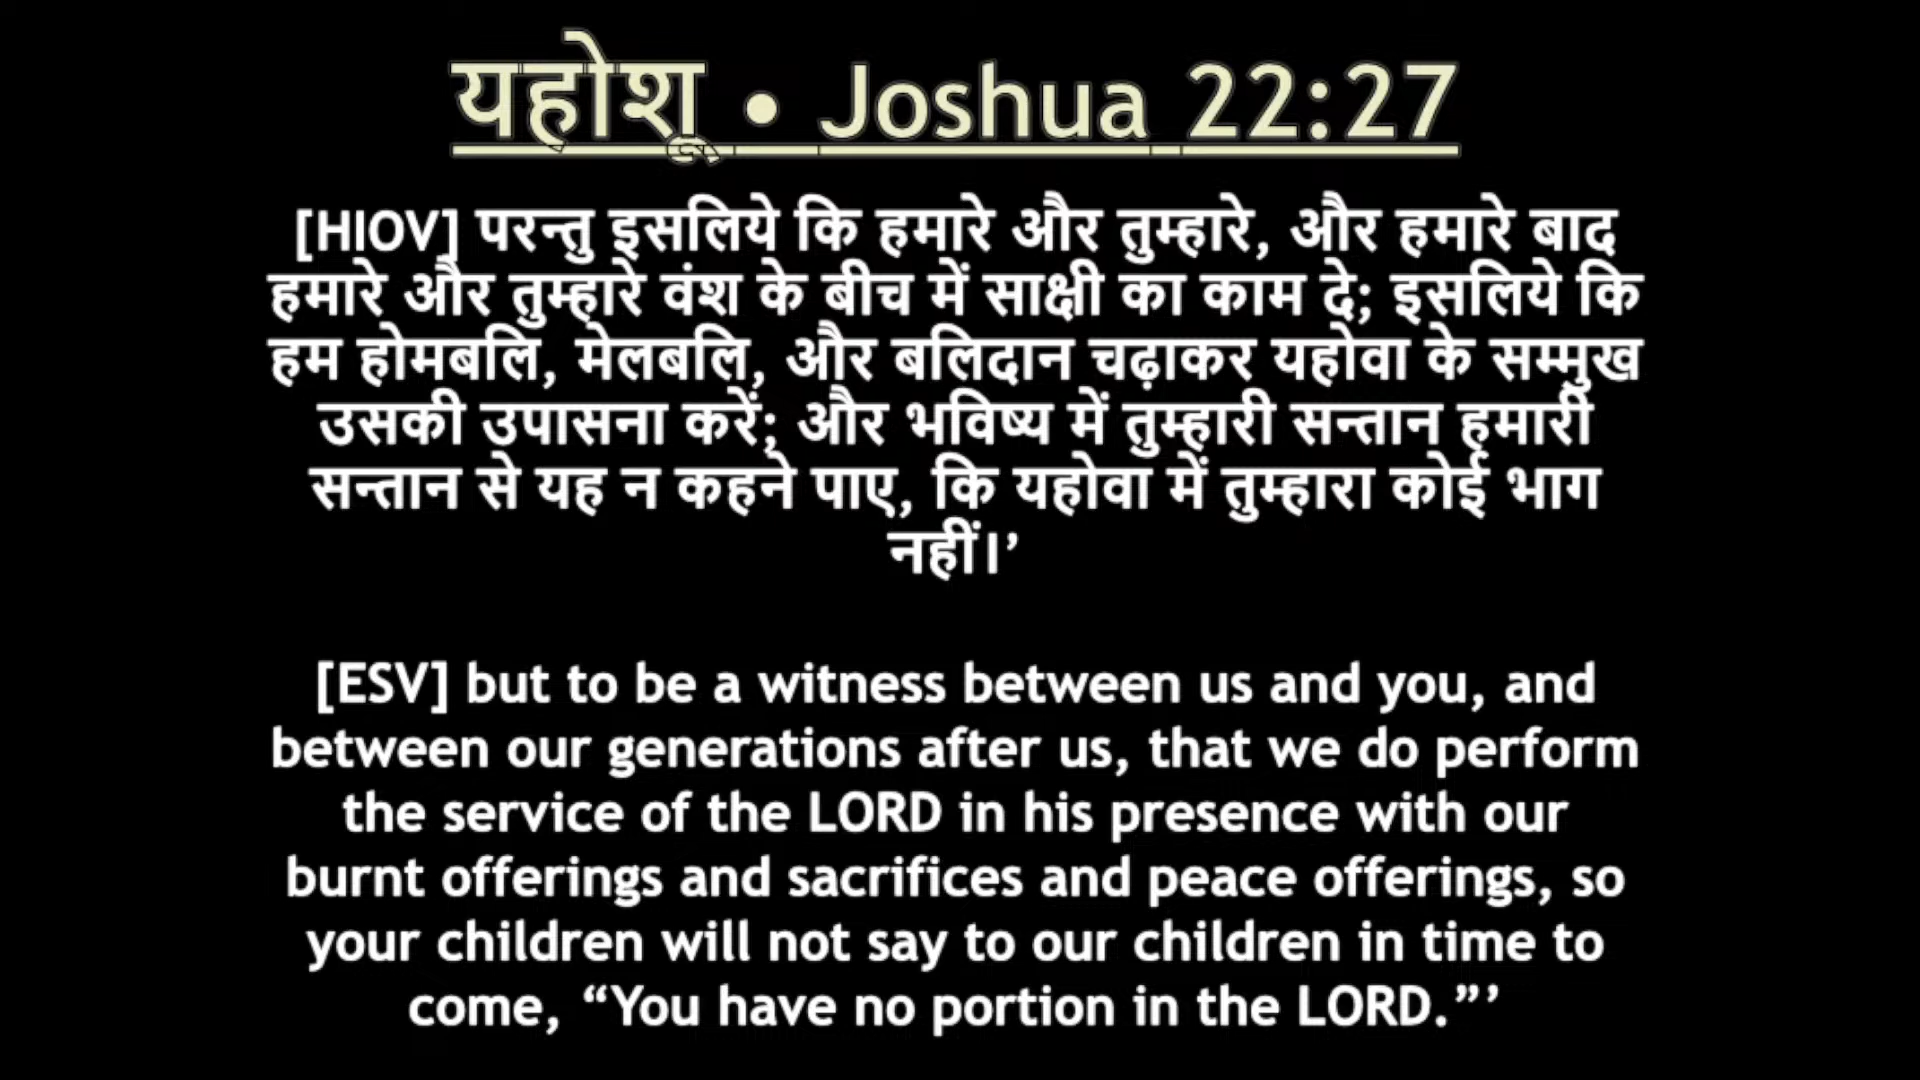 यहोशू • Joshua 22:27
[HIOV] परन्तु इसलिये कि हमारे और तुम्हारे, और हमारे बाद
हमारे और तुम्हारे वंश के बीच में साक्षी का काम दे; इसलिये कि
हम होमबलि, मेलबलि, और बलिदान चढ़ाकर यहोवा के सम्मुख
उसकी उपासना करें; और भविष्य में तुम्हारी सन्तान हमारी
सन्तान से यह न कहने पाए, कि यहोवा में तुम्हारा कोई भाग
नहीं।’
[ESV] but to be a witness between us and you, and
between our generations after us, that we do perform
the service of the LORD in his presence with our
burnt offerings and sacrifices and peace offerings, so
your children will not say to our children in time to
come, “You have no portion in the LORD.”’